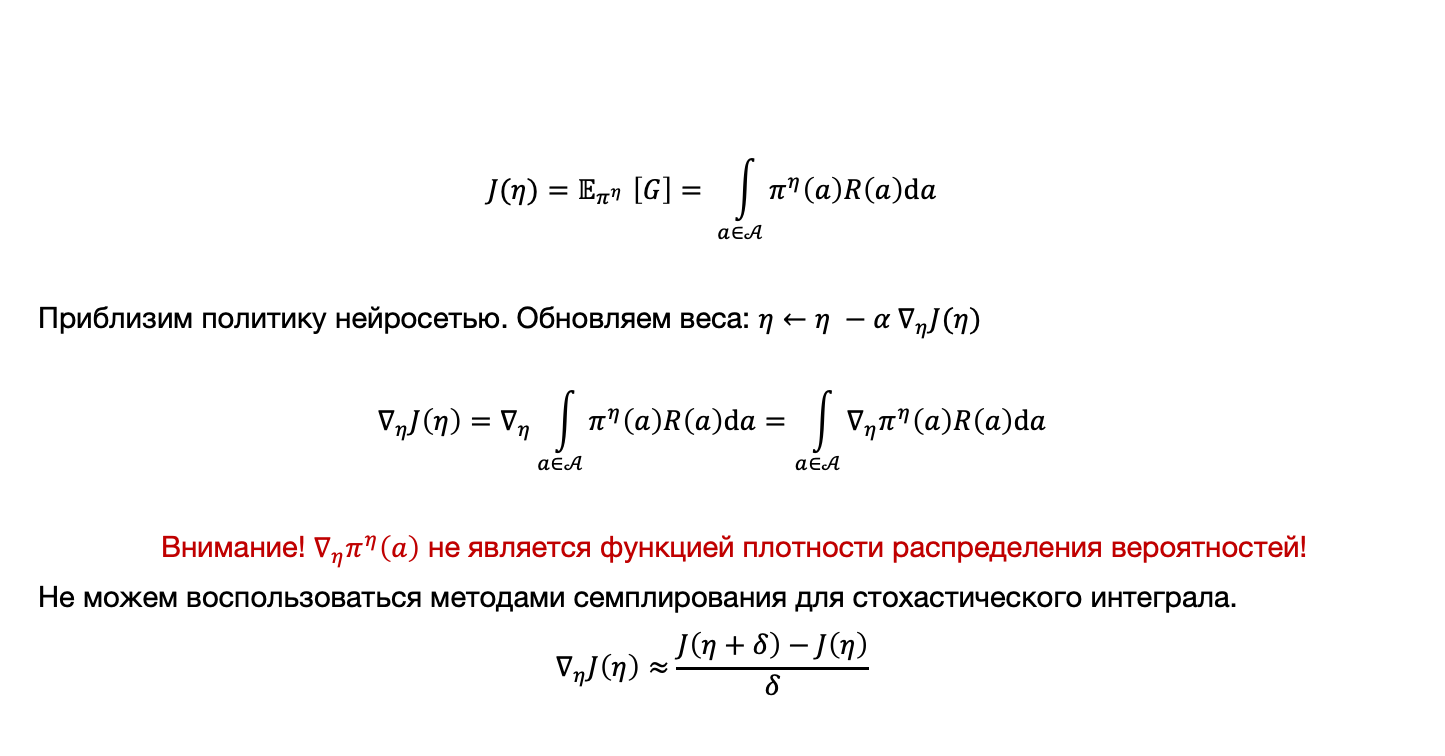 J(η) = 𝔼_{π^η} [G] = ∫_{a∈𝒜} π^η(a)R(a)da
Приблизим политику нейросетью. Обновляем веса: η ← η − α ∇_η J(η)
∇_η J(η) = ∇_η ∫_{a∈𝒜} π^η(a)R(a)da = ∫_{a∈𝒜} ∇_η π^η(a)R(a)da
Внимание! ∇_η π^η(a) не является функцией плотности распределения вероятностей!
Не можем воспользоваться методами семплирования для стохастического интеграла.
∇_η J(η) ≈ (J(η + δ) − J(η)) / δ